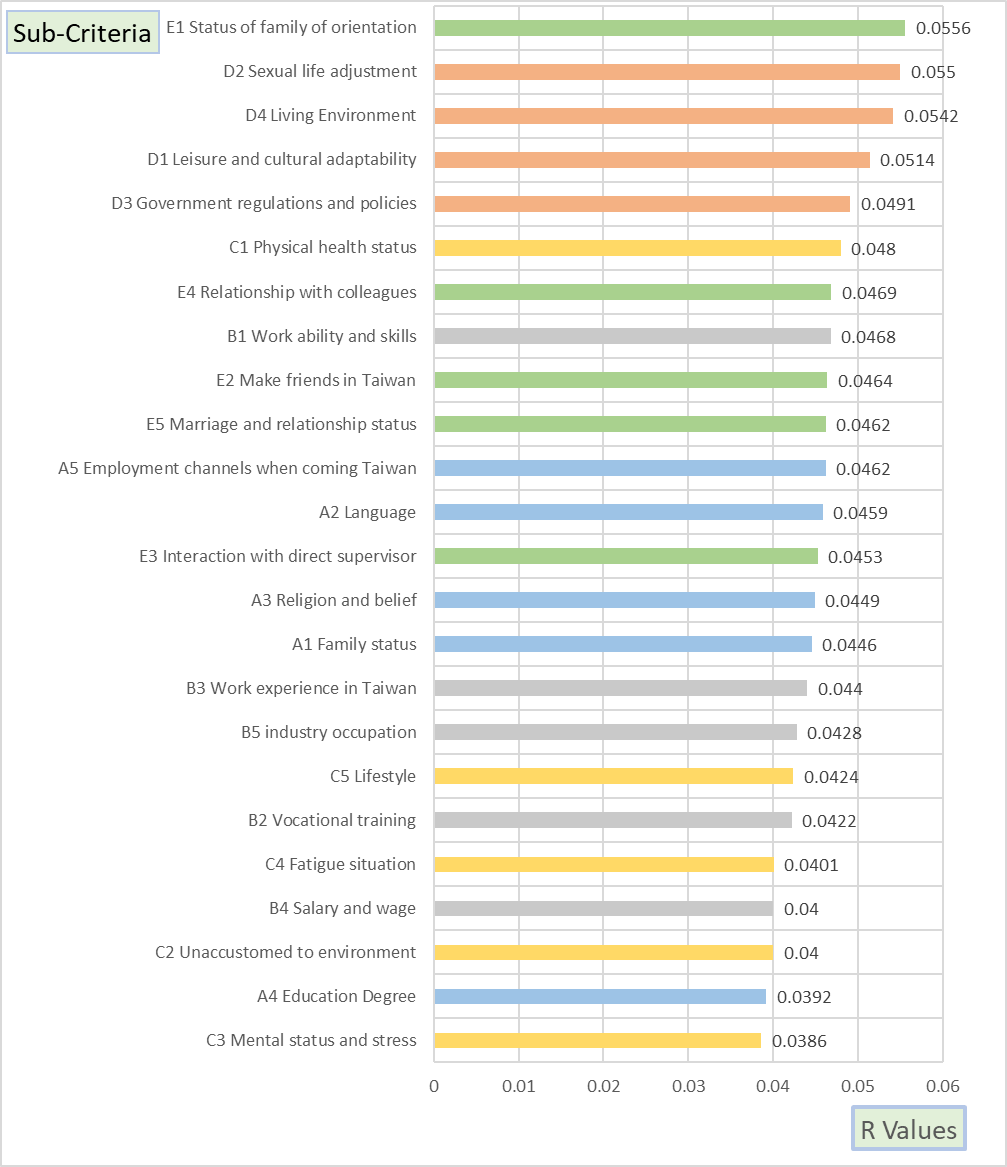 Sub-Criteria
E1 Status of family of orientation 0.0556
D2 Sexual life adjustment 0.055
D4 Living Environment 0.0542
D1 Leisure and cultural adaptability 0.0514
D3 Government regulations and policies 0.0491
C1 Physical health status 0.048
E4 Relationship with colleagues 0.0469
B1 Work ability and skills 0.0468
E2 Make friends in Taiwan 0.0464
E5 Marriage and relationship status 0.0462
A5 Employment channels when coming Taiwan 0.0462
A2 Language 0.0459
E3 Interaction with direct supervisor 0.0453
A3 Religion and belief 0.0449
A1 Family status 0.0446
B3 Work experience in Taiwan 0.044
B5 industry occupation 0.0428
C5 Lifestyle 0.0424
B2 Vocational training 0.0422
C4 Fatigue situation 0.0401
B4 Salary and wage 0.04
C2 Unaccustomed to environment 0.04
A4 Education Degree 0.0392
C3 Mental status and stress 0.0386
0 0.01 0.02 0.03 0.04 0.05 0.06
R Values